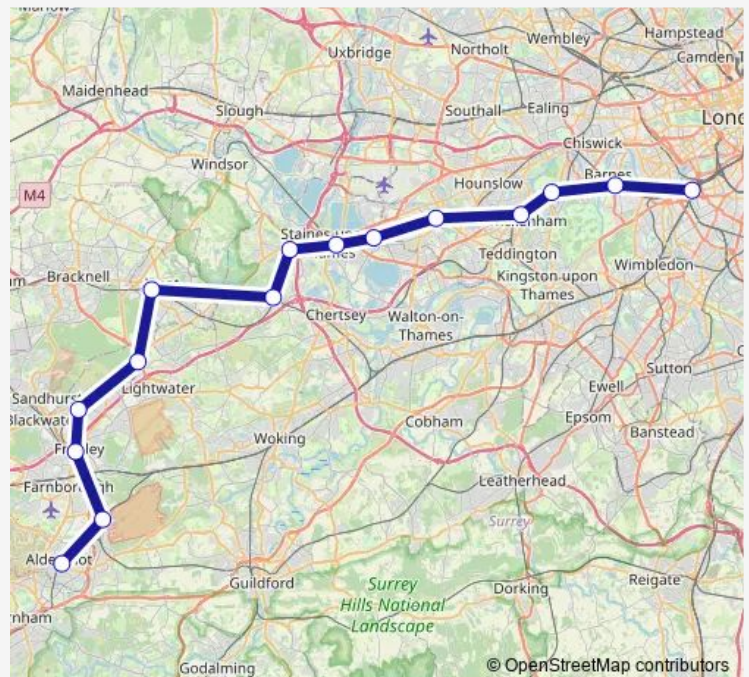 Hampstead
Wembley
Uxbridge
Northolt
Camden T
Maidenhead
Slough
Southall
Ealing
Chiswick
Windsor
Barnes
M4
Hounslow
Teddington
Wimbledon
Bracknell
Kingston upon
Thames
Chertsey
Walton-on-
Thames
Sutton
Lightwater
Ewell
Sandhurst
Epsom
Cobham
Banstead
Woking
Leatherhead
Surrey
Guildford
Surrey
Hills National
Landscape
Dorking
Reigate
Godalming
© OpenStreetMap contributors